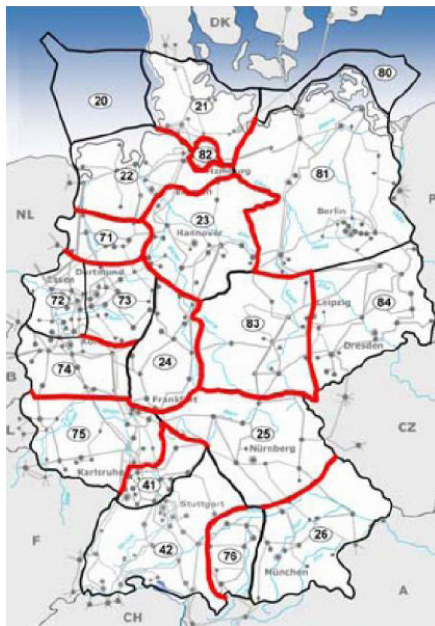 DK
S
80
20
21
82
Hamburg
22
81
NL
23
Berlin
71
Hannover
Essen
Dortmund
72
73
83
Leipzig
84
Dresden
24
74
B
Frankfurt
L
75
25
CZ
Nürnberg
Karlsruhe
41
Stuttgart
F
42
76
26
München
A
CH